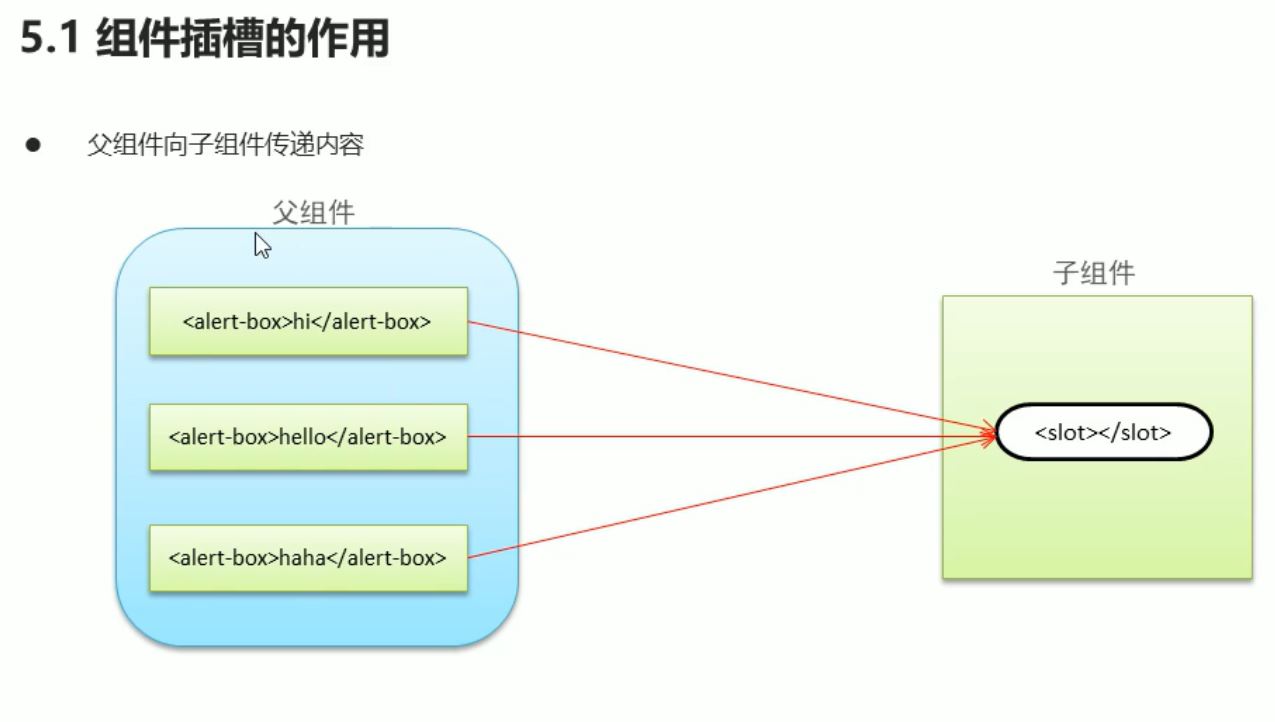 5.1 组件插槽的作用
● 父组件向子组件传递内容
父组件
子组件
<alert-box>hi</alert-box>
<alert-box>hello</alert-box>
<slot></slot>
<alert-box>haha</alert-box>